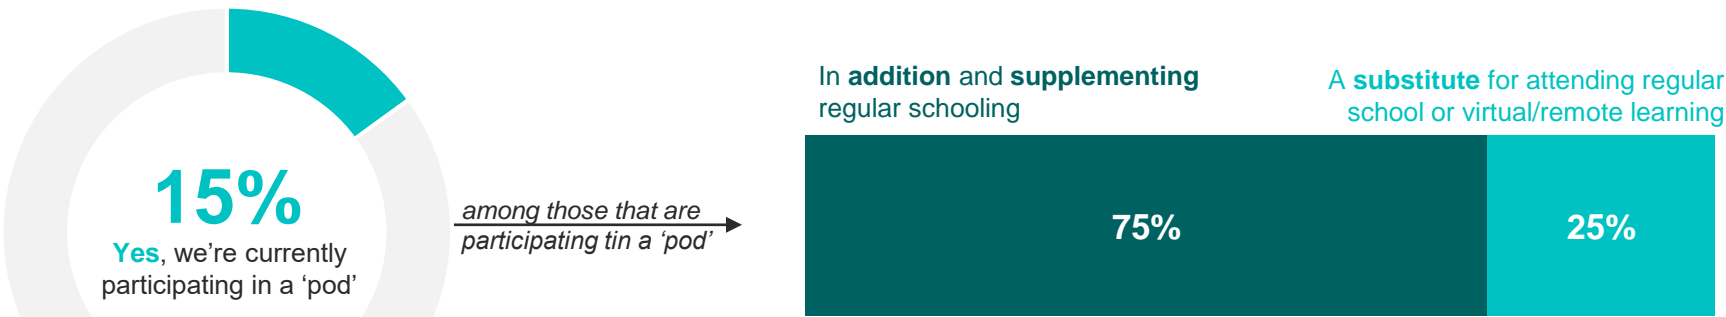 15%
Yes, we’re currently
participating in a ‘pod’
among those that are
participating tin a ‘pod’
In addition and supplementing
regular schooling
A substitute for attending regular
school or virtual/remote learning
75%
25%